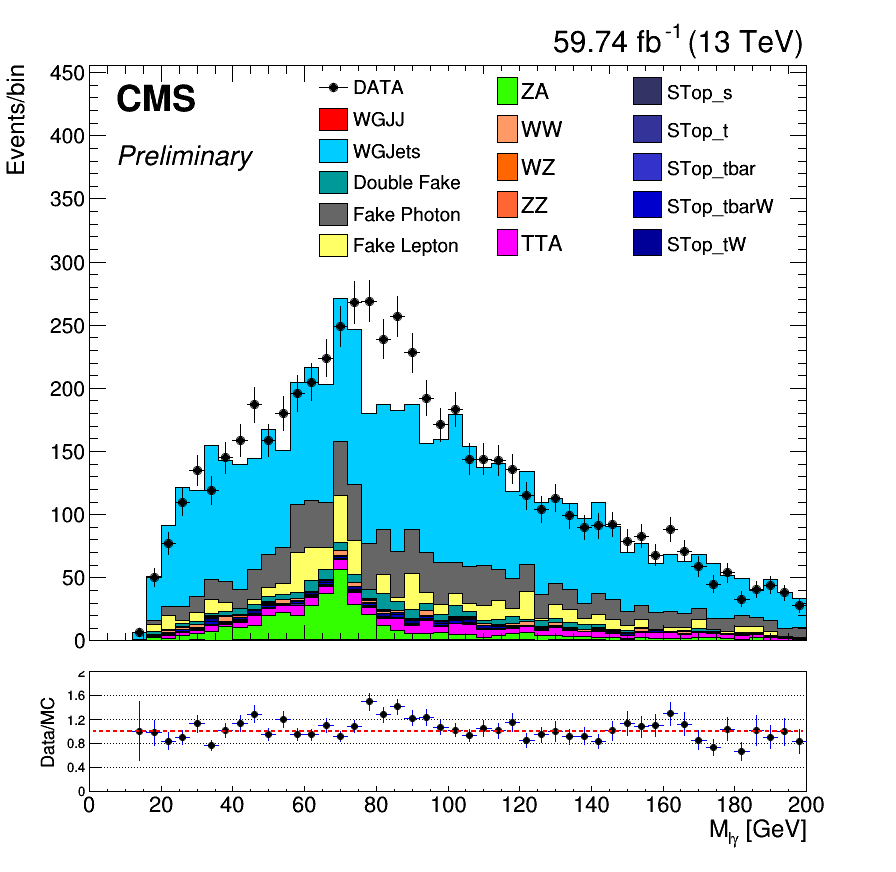 59.74 fb-1 (13 TeV)
Events/bin
450
400
350
300
250
200
150
100
50
0
CMS
Preliminary
DATA
WGJJ
WGJets
Double Fake
Fake Photon
Fake Lepton
ZA
WW
WZ
ZZ
TTA
STop_s
STop_t
STop_tbar
STop_tbarW
STop_tW
Data/MC
2
1.6
1.2
0.8
0.4
0
0 20 40 60 80 100 120 140 160 180 200
Mlγ [GeV]